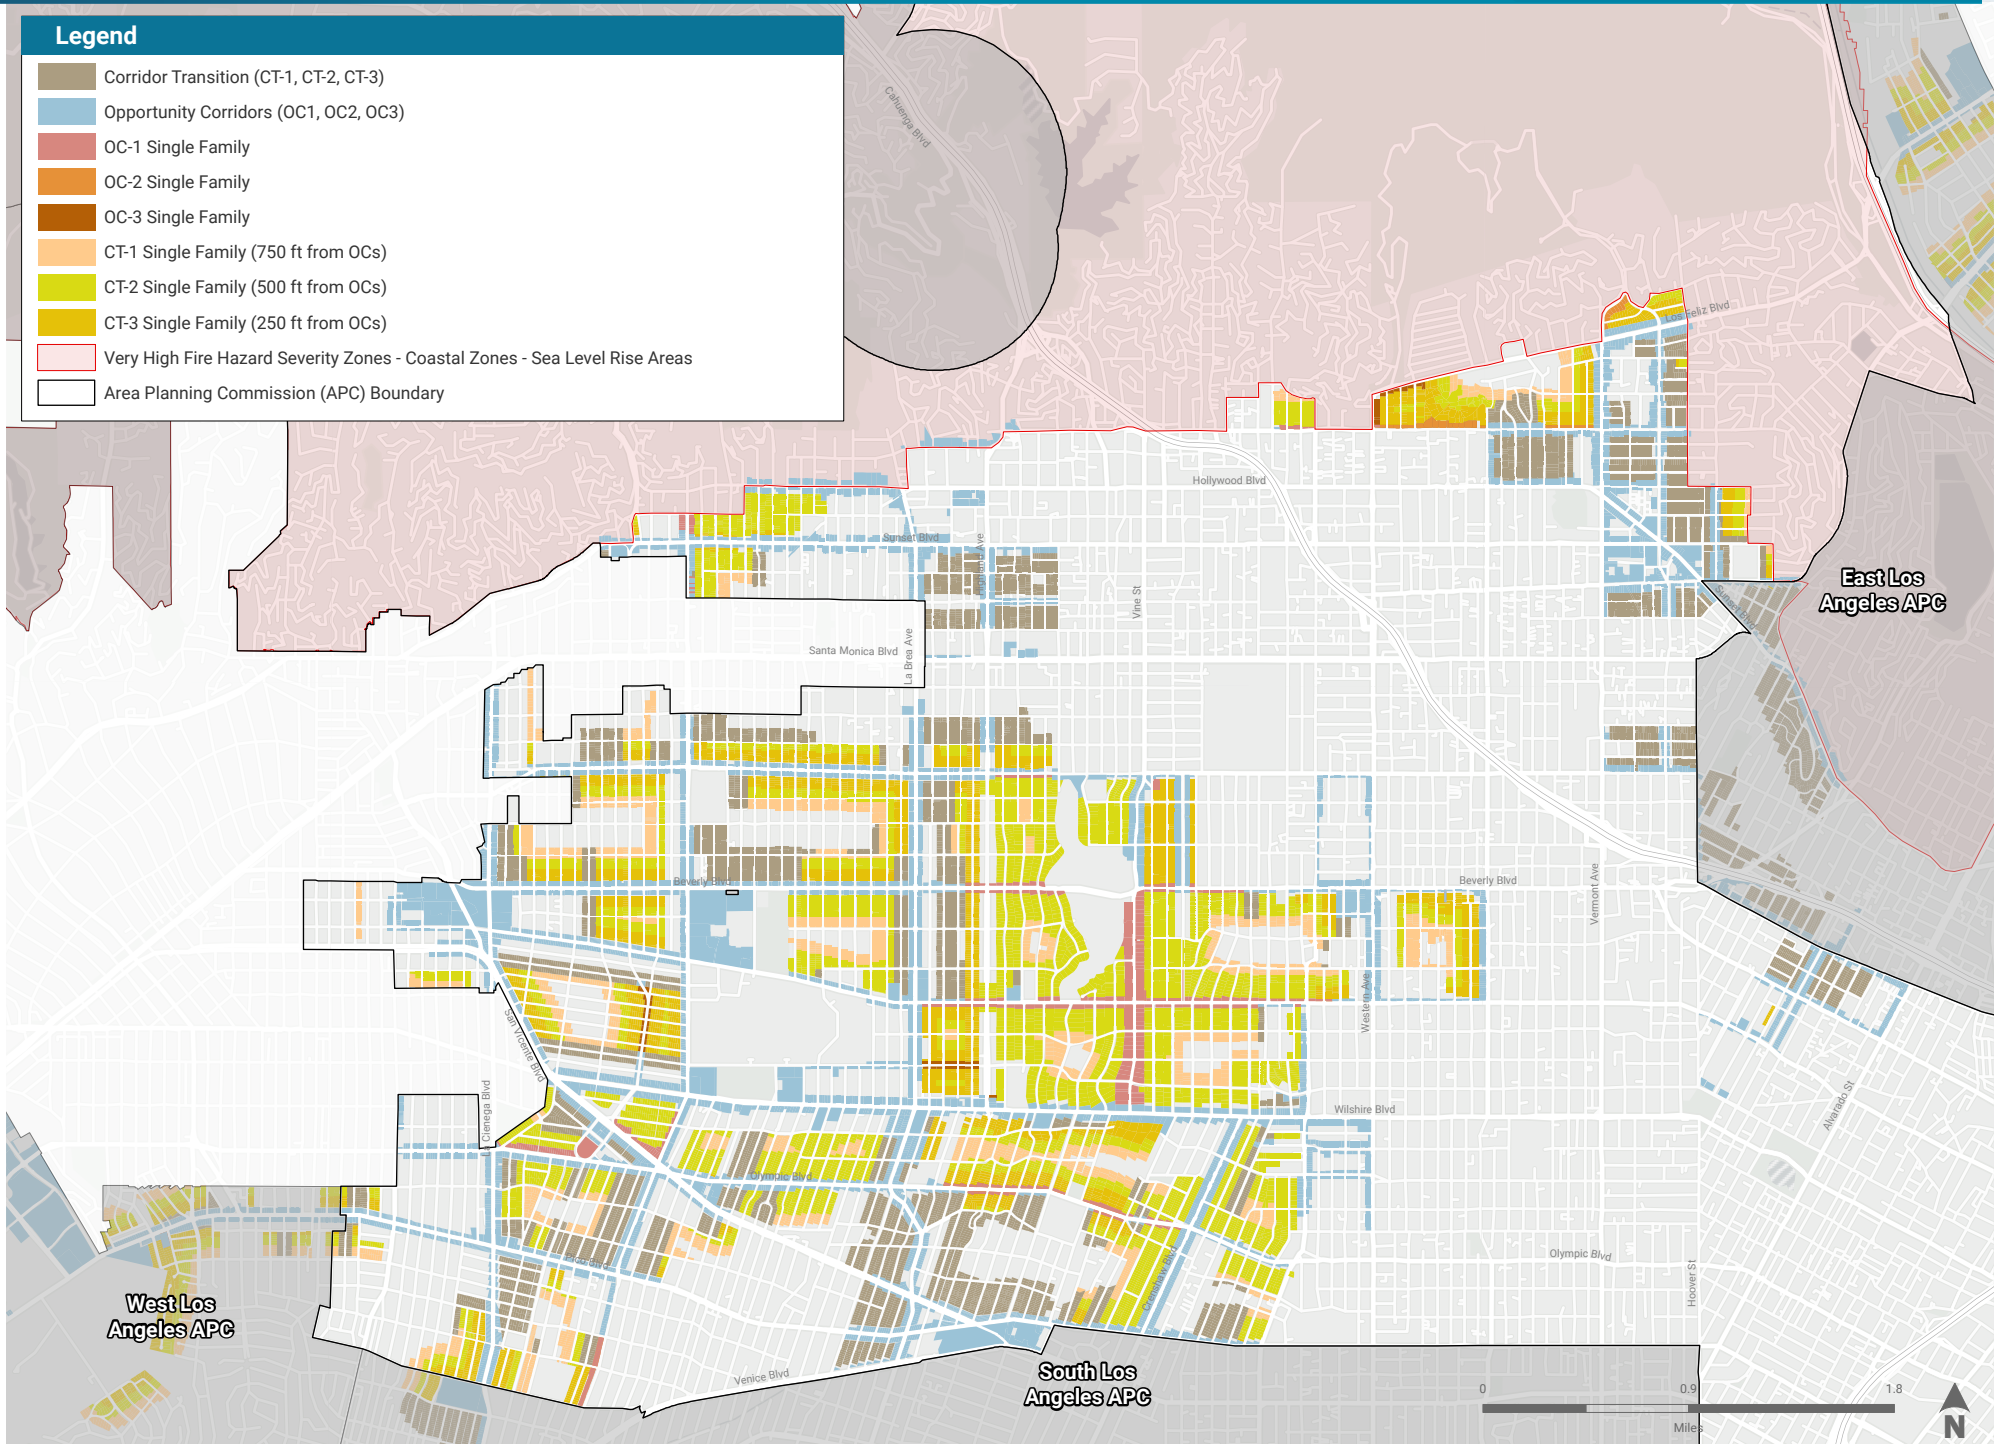 Legend
Corridor Transition (CT-1, CT-2, CT-3)
Opportunity Corridors (OC1, OC2, OC3)
OC-1 Single Family
OC-2 Single Family
OC-3 Single Family
CT-1 Single Family (750 ft from OCs)
CT-2 Single Family (500 ft from OCs)
CT-3 Single Family (250 ft from OCs)
Very High Fire Hazard Severity Zones - Coastal Zones - Sea Level Rise Areas
Area Planning Commission (APC) Boundary
Cahuenga Blvd
Los Feliz Blvd
Hollywood Blvd
Sunset Blvd
Highland Ave
Vine St
Sunset Blvd
East Los
Angeles APC
Santa Monica Blvd
La Brea Ave
Beverly Blvd
Beverly Blvd
Vermont Ave
Western Ave
San Vicente Blvd
La Cienega Blvd
Wilshire Blvd
Alvarado St
Olympic Blvd
Pico Blvd
Crenshaw Blvd
Olympic Blvd
Hoover St
West Los
Angeles APC
Venice Blvd
South Los
Angeles APC
0
0.9
1.8
Miles
N